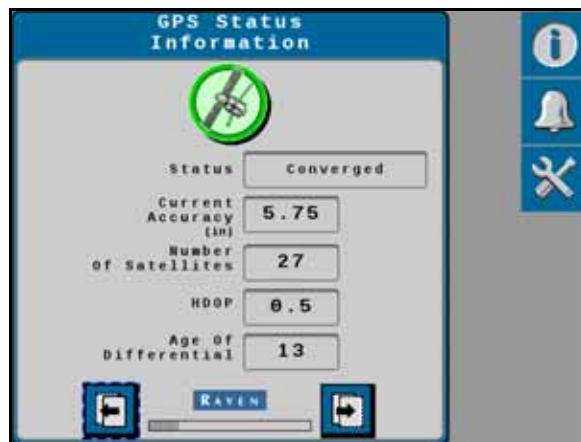 GPS Status
Information
Status
Converged
Current
Accuracy
(in)
5.75
Number
Of Satellites
27
HDOP
0.5
Age Of
Differential
13
RAVEN